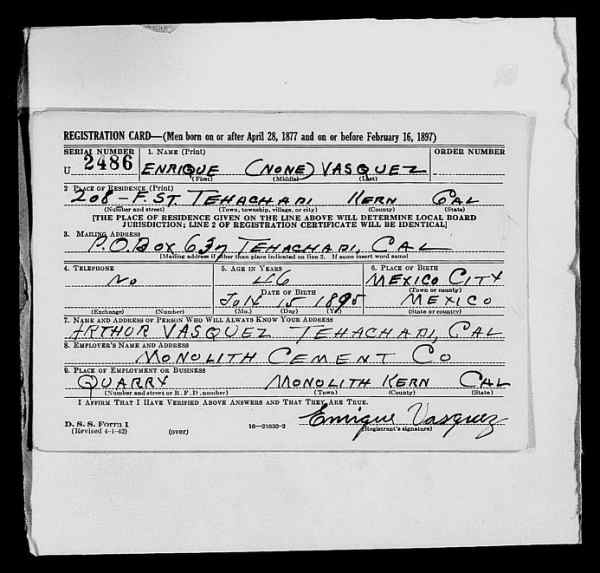 REGISTRATION CARD—(Men born on or after April 28, 1877 and on or before February 16, 1897)
SERIAL NUMBER 1. NAME (Print) ORDER NUMBER
U 2486 ENRIQUE (NONE) VASQUEZ
(First) (Middle) (Last)
2 PLACE OF RESIDENCE (Print)
208 - F. ST. TEHACHAPI KERN CAL
(Number and street) (Town, township, village, or city) (County) (State)
[THE PLACE OF RESIDENCE GIVEN ON THE LINE ABOVE WILL DETERMINE LOCAL BOARD
JURISDICTION; LINE 2 OF REGISTRATION CERTIFICATE WILL BE IDENTICAL]
3. MAILING ADDRESS
P.O. BOX 637 TEHACHAPI, CAL
[Mailing address if other than place indicated on line 2. If same insert word same]
4. TELEPHONE 5. AGE IN YEARS 6. PLACE OF BIRTH
NO 46 MEXICO CITY
DATE OF BIRTH (Town or county)
JULY 15 1895 MEXICO
(Exchange) (Number) (Mo.) (Day) (Yr.) (State or country)
7. NAME AND ADDRESS OF PERSON WHO WILL ALWAYS KNOW YOUR ADDRESS
ARTHUR VASQUEZ TEHACHAPI, CAL
8. EMPLOYER'S NAME AND ADDRESS
MONOLITH CEMENT CO
9. PLACE OF EMPLOYMENT OR BUSINESS
QUARRY MONOLITH KERN CAL
(Number and street or R. F. D. number) (Town) (County) (State)
I AFFIRM THAT I HAVE VERIFIED ABOVE ANSWERS AND THAT THEY ARE TRUE.
D. S. S. Form 1 Enrique Vasquez
(Revised 4-1-42) (over) 16—21630-2 (Registrant's signature)